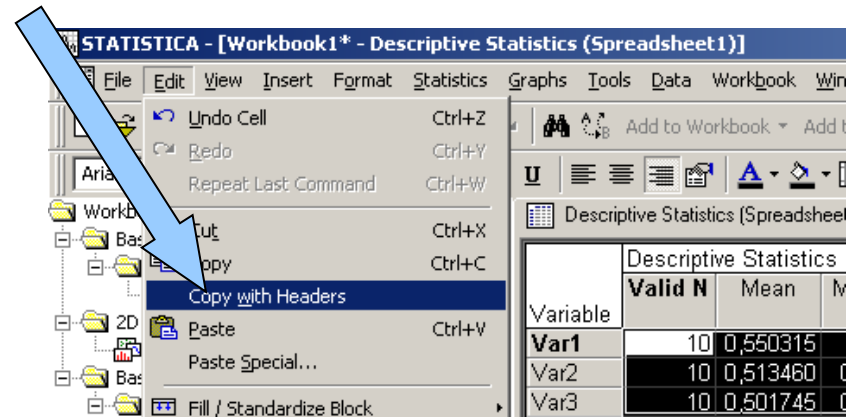 STATISTICA - [Workbook1* - Descriptive Statistics (Spreadsheet1)]
File Edit View Insert Format Statistics Graphs Tools Data Workbook
Undo Cell Ctrl+Z
Add to Workbook
Redo Ctrl+Y
Repeat Last Command Ctrl+W
U A
Cut Ctrl+X
Descriptive Statistics
Copy Ctrl+C
Descriptive Statistics
Copy with Headers
Valid N Mean
Variable
2D
Paste Ctrl+V
Var1 10 0,550315
Paste Special...
Var2 10 0,513460
Fill / Standardize Block
Var3 10 0,501745